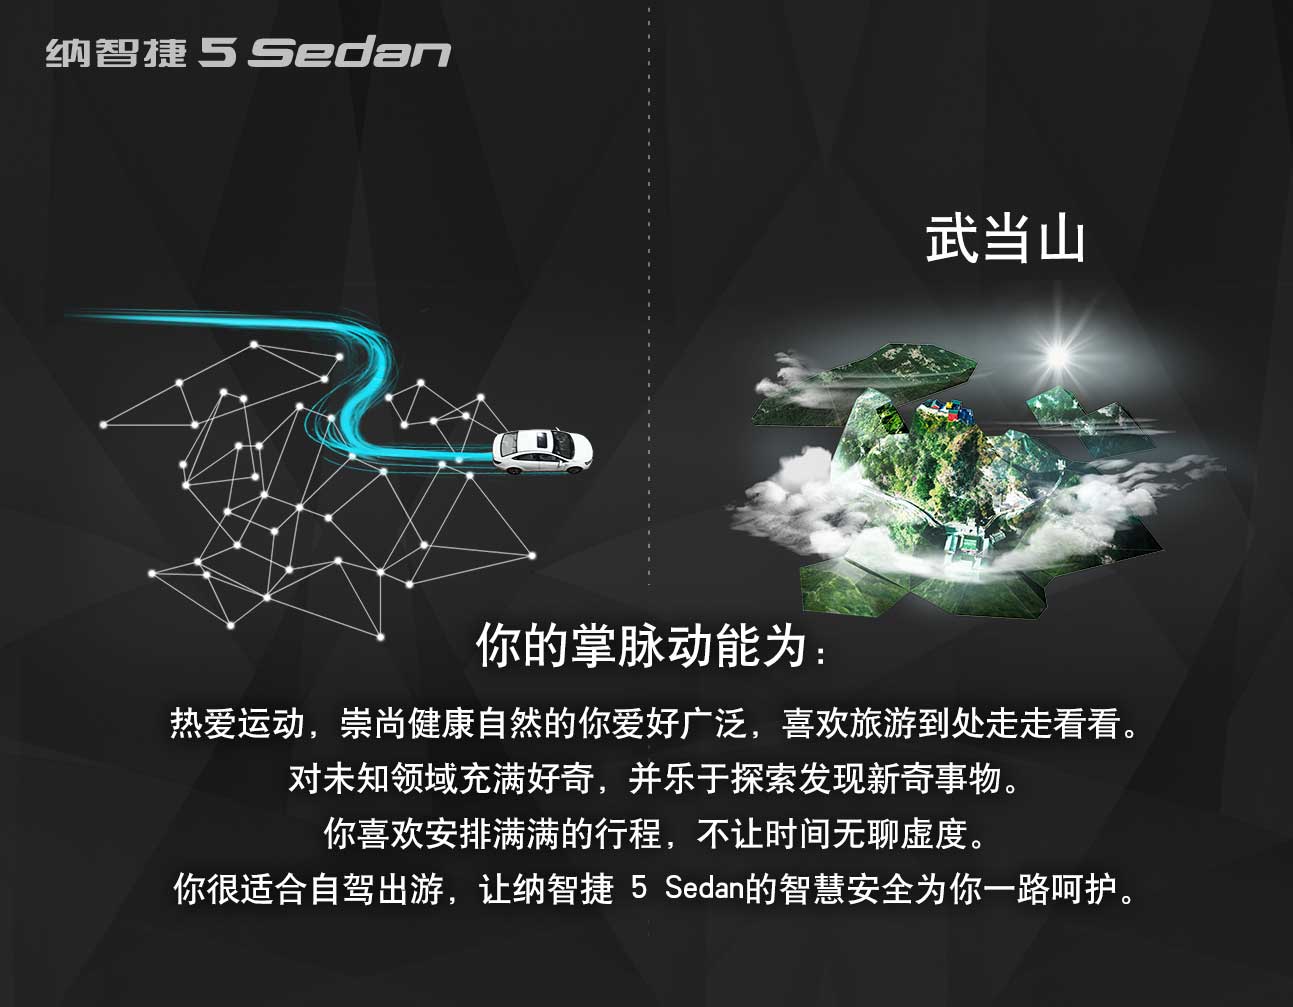 纳智捷 5 Sedan
武当山
你的掌脉动能为：
热爱运动，崇尚健康自然的你爱好广泛，喜欢旅游到处走走看看。
对未知领域充满好奇，并乐于探索发现新奇事物。
你喜欢安排满满的行程，不让时间无聊虚度。
你很适合自驾出游，让纳智捷 5 Sedan的智慧安全为你一路呵护。